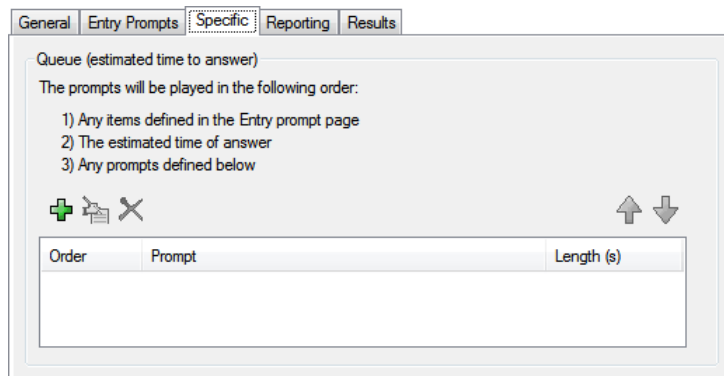 General Entry Prompts Specific Reporting Results
Queue (estimated time to answer)
The prompts will be played in the following order:
1) Any items defined in the Entry prompt page
2) The estimated time of answer
3) Any prompts defined below
Order Prompt Length (s)